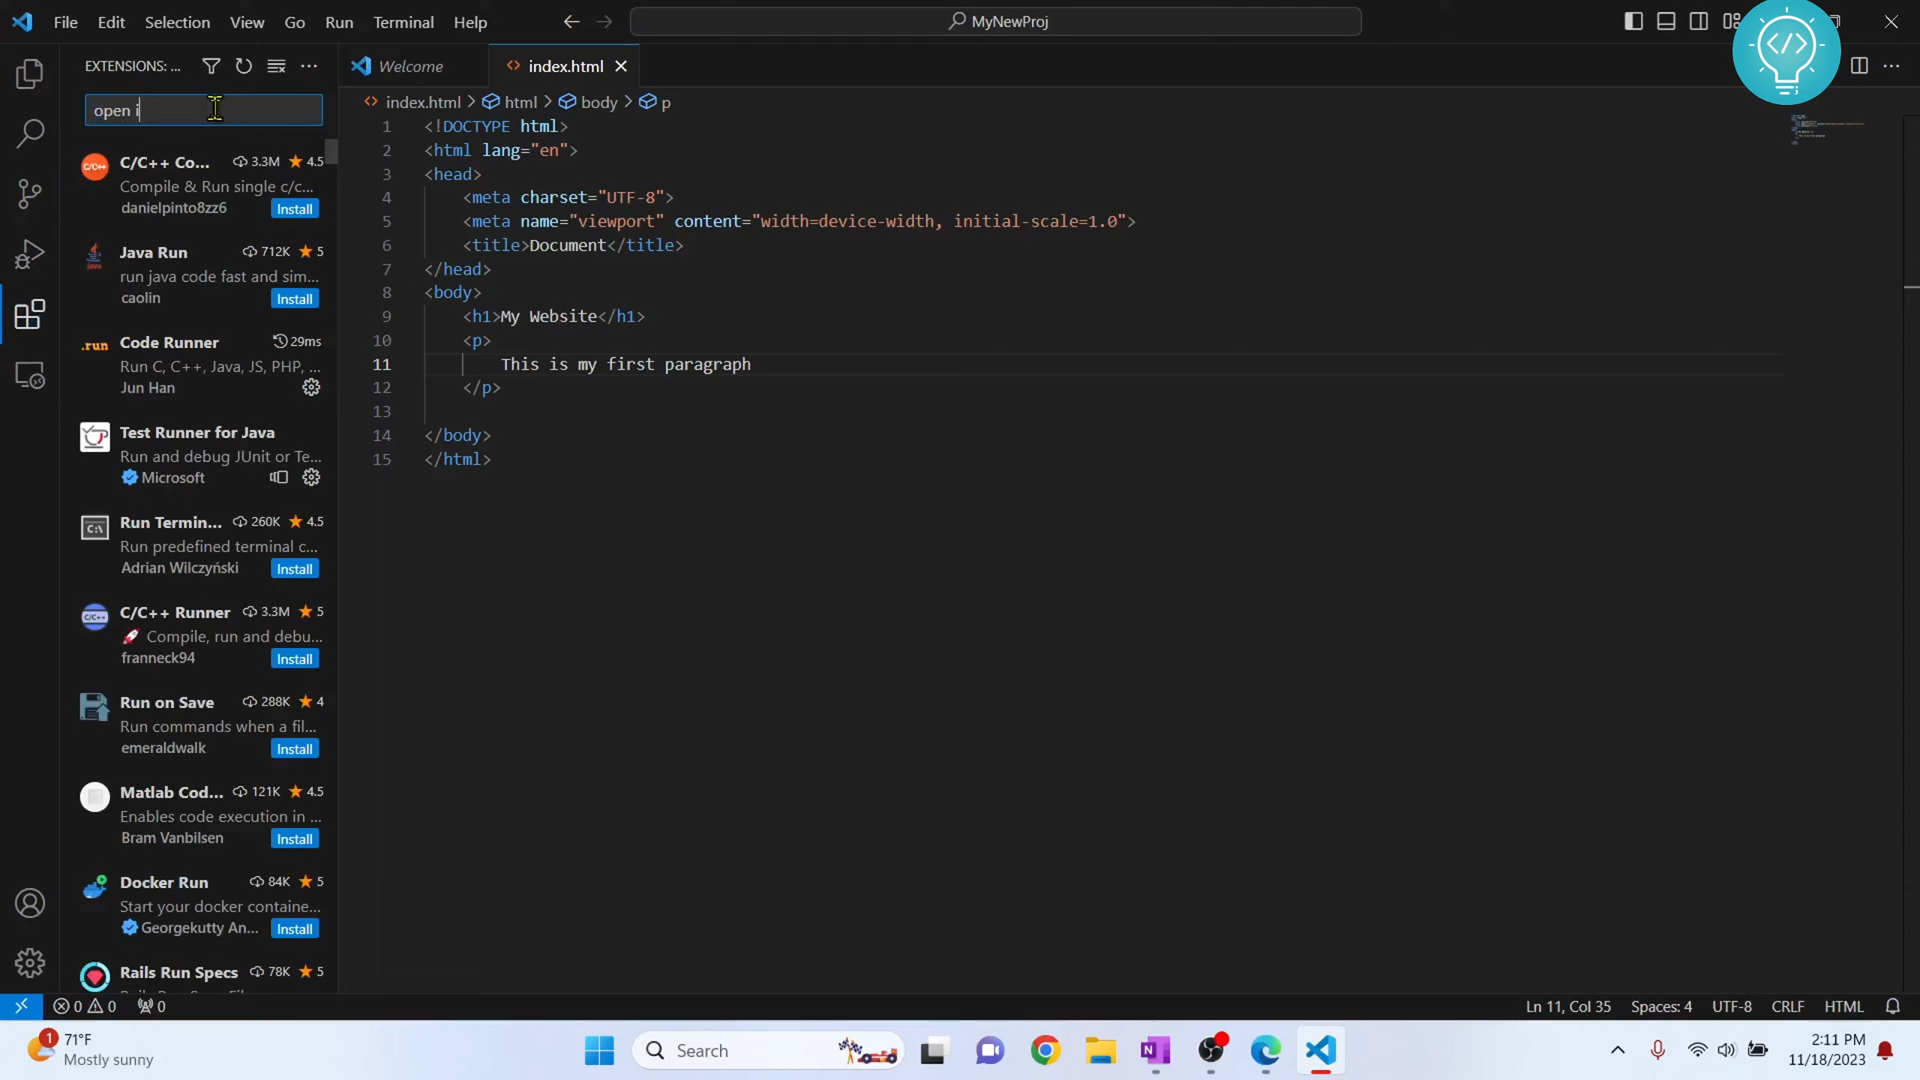 File Edit Selection View Go Run Terminal Help
MyNewProj
EXTENSIONS: ...
Welcome
index.html
open i
index.html > html > body > p
C/C++ Co... 3.3M 4.5
Compile & Run single c/c...
danielpinto8zz6 Install
Java Run 712K 5
run java code fast and sim...
caolin Install
Code Runner 29ms
Run C, C++, Java, JS, PHP, ...
Jun Han
Test Runner for Java
Run and debug JUnit or Te...
Microsoft
Run Termin... 260K 4.5
Run predefined terminal c...
Adrian Wilczyński Install
C/C++ Runner 3.3M 5
🚀 Compile, run and debu...
franneck94 Install
Run on Save 288K 4
Run commands when a fil...
emeraldwalk Install
Matlab Cod... 121K 4.5
Enables code execution in ...
Bram Vanbilsen Install
Docker Run 84K 5
Start your docker containe...
Georgekutty An... Install
Rails Run Specs 78K 5
1 <!DOCTYPE html>
2 <html lang="en">
3 <head>
4 <meta charset="UTF-8">
5 <meta name="viewport" content="width=device-width, initial-scale=1.0">
6 <title>Document</title>
7 </head>
8 <body>
9 <h1>My Website</h1>
10 <p>
11 This is my first paragraph
12 </p>
13
14 </body>
15 </html>
0 0 0
Ln 11, Col 35 Spaces: 4 UTF-8 CRLF HTML
1 71°F
Mostly sunny
Search
2:11 PM
11/18/2023